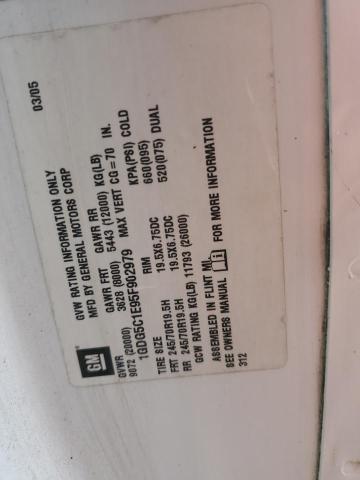 03/05
GVW RATING INFORMATION ONLY
MFD BY GENERAL MOTORS CORP
GM
GVWR GAWR FRT GAWR RR
9072 (20000) 3628 (8000) 5443 (12000) KG(LB)
1GDG5C1E95F902979 MAX VERT CG=70 IN.
TIRE SIZE RIM KPA(PSI) COLD
FRT 245/70R19.5H 19.5X6.75DC 660(095)
RR 245/70R19.5H 19.5X6.75DC 520(075) DUAL
GCW RATING KG(LB) 11793 (26000)
ASSEMBLED IN FLINT MI.
SEE OWNERS MANUAL i FOR MORE INFORMATION
312